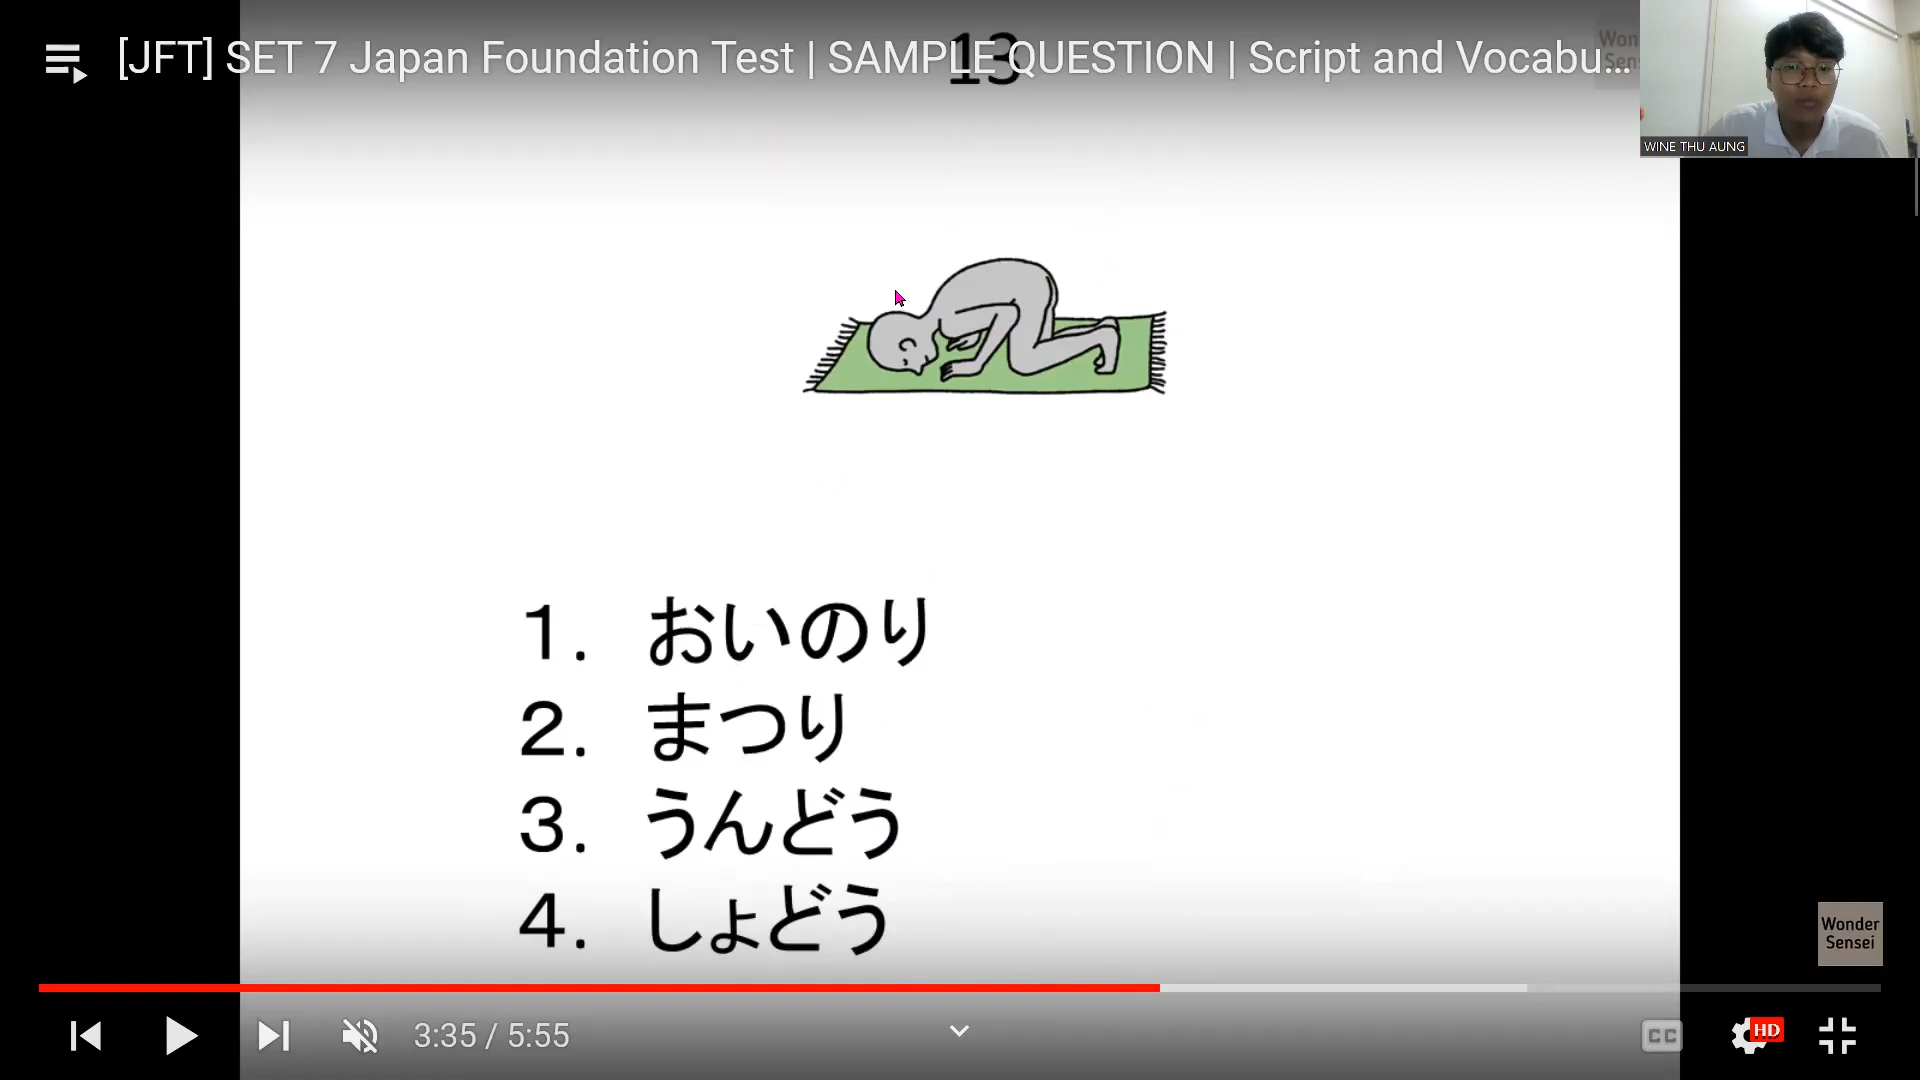 [JFT] SET 7 Japan Foundation Test | SAMPLE QUESTION | Script and Vocabu...
13
WINE THU AUNG
1. おいのり
2. まつり
3. うんどう
4. しょどう
Wonder
Sensei
3:35 / 5:55
CC
HD